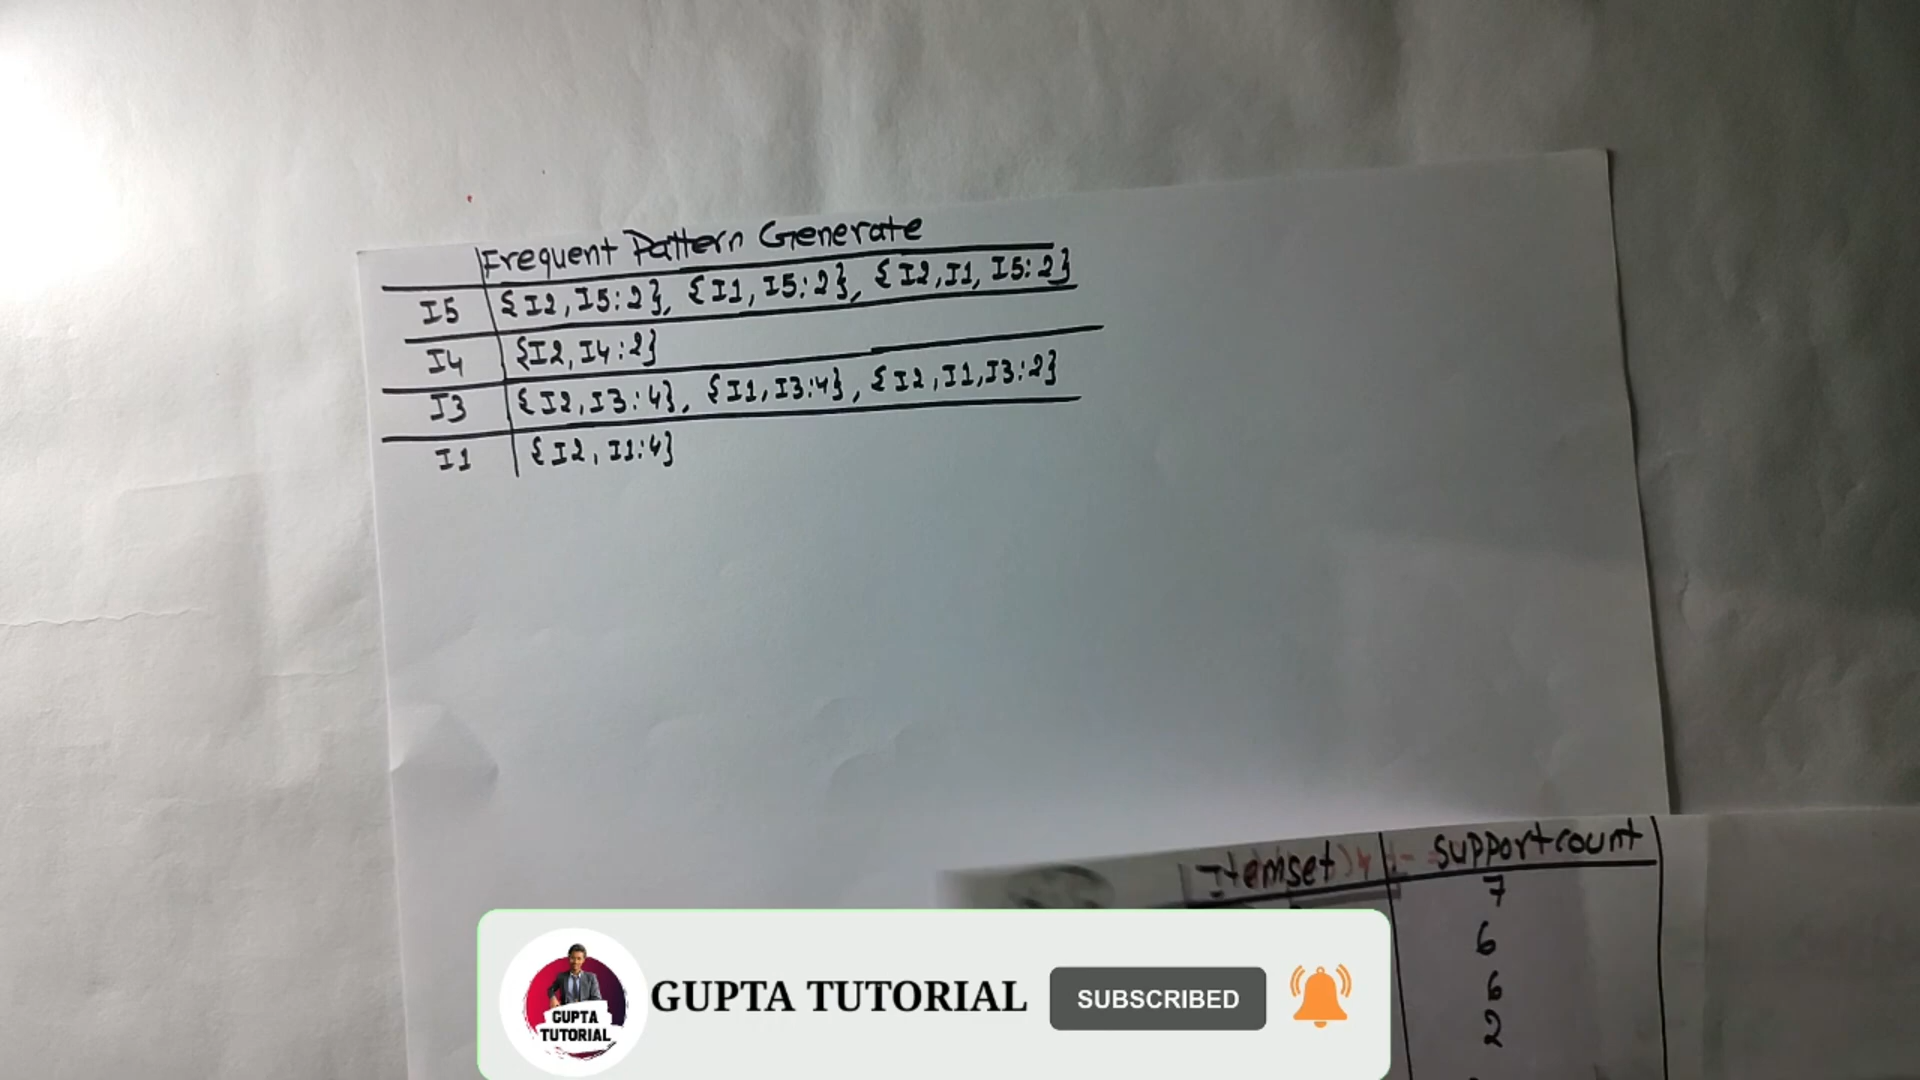 Frequent Pattern Generate
I5 {I2, I5:2}, {I1, I5:2}, {I2, I1, I5:2}
I4 {I2, I4:2}
I3 {I2, I3:4}, {I1, I3:4}, {I2, I1, I3:2}
I1 {I2, I1:4}
Itemset supportcount
7
6
6
2
GUPTA TUTORIAL SUBSCRIBED
GUPTA
TUTORIAL